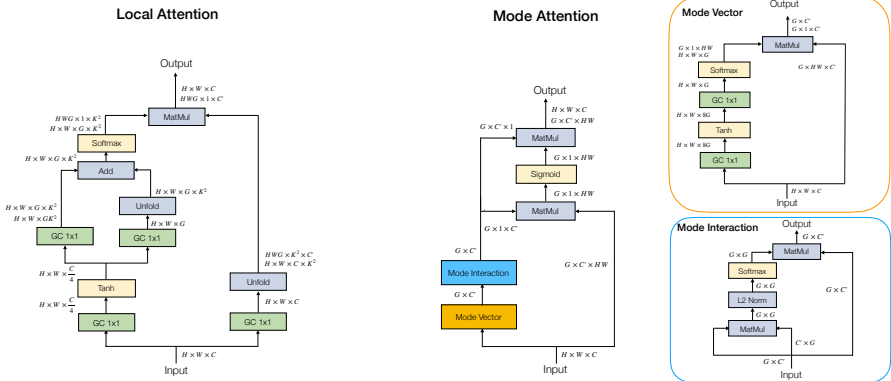 Local Attention
Output
H × W × C
HWG × 1 × C'
MatMul
HWG × 1 × K²
H × W × G × K²
Softmax
H × W × G × K²
Add
H × W × G × K²
H × W × G × K²
H × W × GK²
Unfold
H × W × G
GC 1x1
GC 1x1
HWG × K² × C'
H × W × C × K²
H × W × C/4
Tanh
Unfold
H × W × C/4
H × W × C
GC 1x1
GC 1x1
H × W × C
Input
Mode Attention
Output
H × W × C
G × C' × HW
G × C' × 1
MatMul
G × 1 × HW
Sigmoid
G × 1 × HW
MatMul
G × 1 × C'
G × C'
G × C' × HW
Mode Interaction
G × C'
Mode Vector
H × W × C
Input
Mode Vector
Output
G × C'
G × 1 × C'
MatMul
G × 1 × HW
H × W × G
G × HW × C'
Softmax
H × W × G
GC 1x1
H × W × 8G
Tanh
H × W × 8G
GC 1x1
H × W × C
Input
Mode Interaction
Output
G × C'
MatMul
G × G
Softmax
G × G
G × C'
L2 Norm
G × G
MatMul
C' × G
G × C'
Input